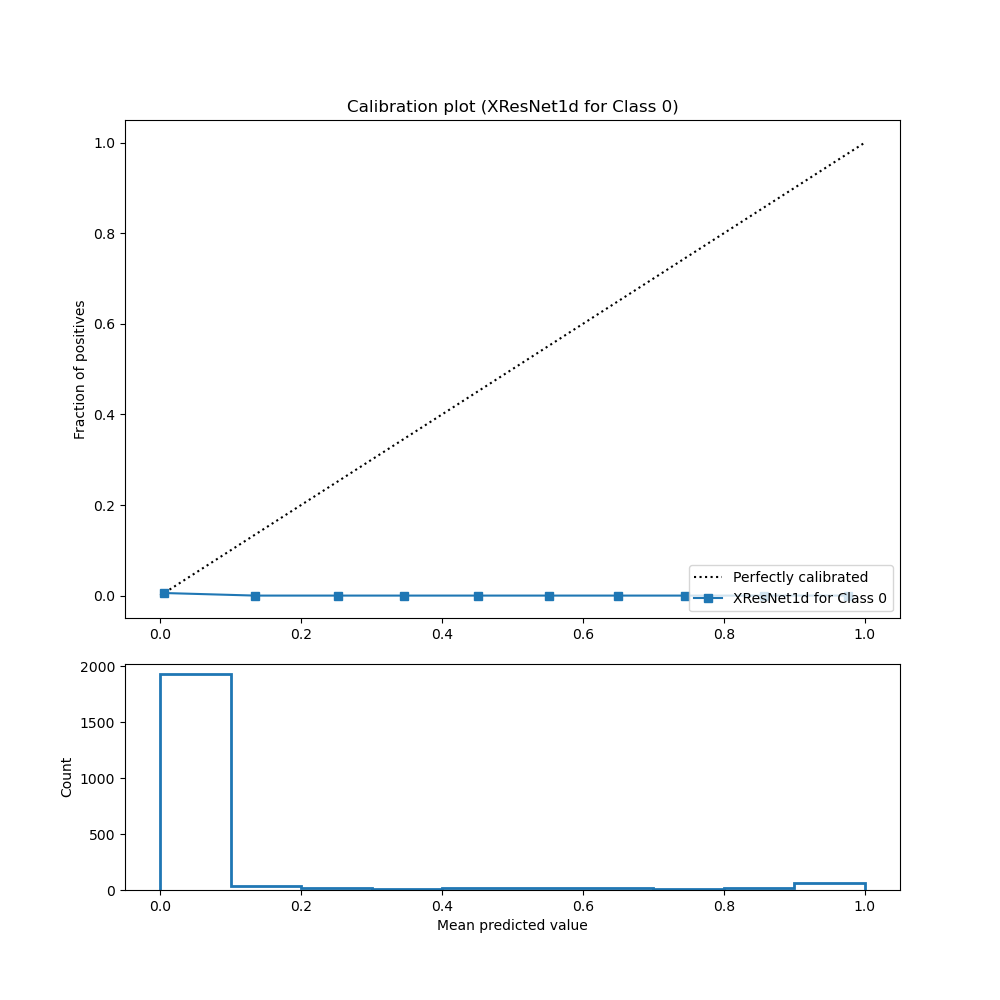 Calibration plot (XResNet1d for Class 0)
1.0
0.8
0.6
0.4
0.2
0.0
Fraction of positives
Perfectly calibrated
XResNet1d for Class 0
0.0 0.2 0.4 0.6 0.8 1.0
2000
1500
1000
500
0
Count
0.0 0.2 0.4 0.6 0.8 1.0
Mean predicted value